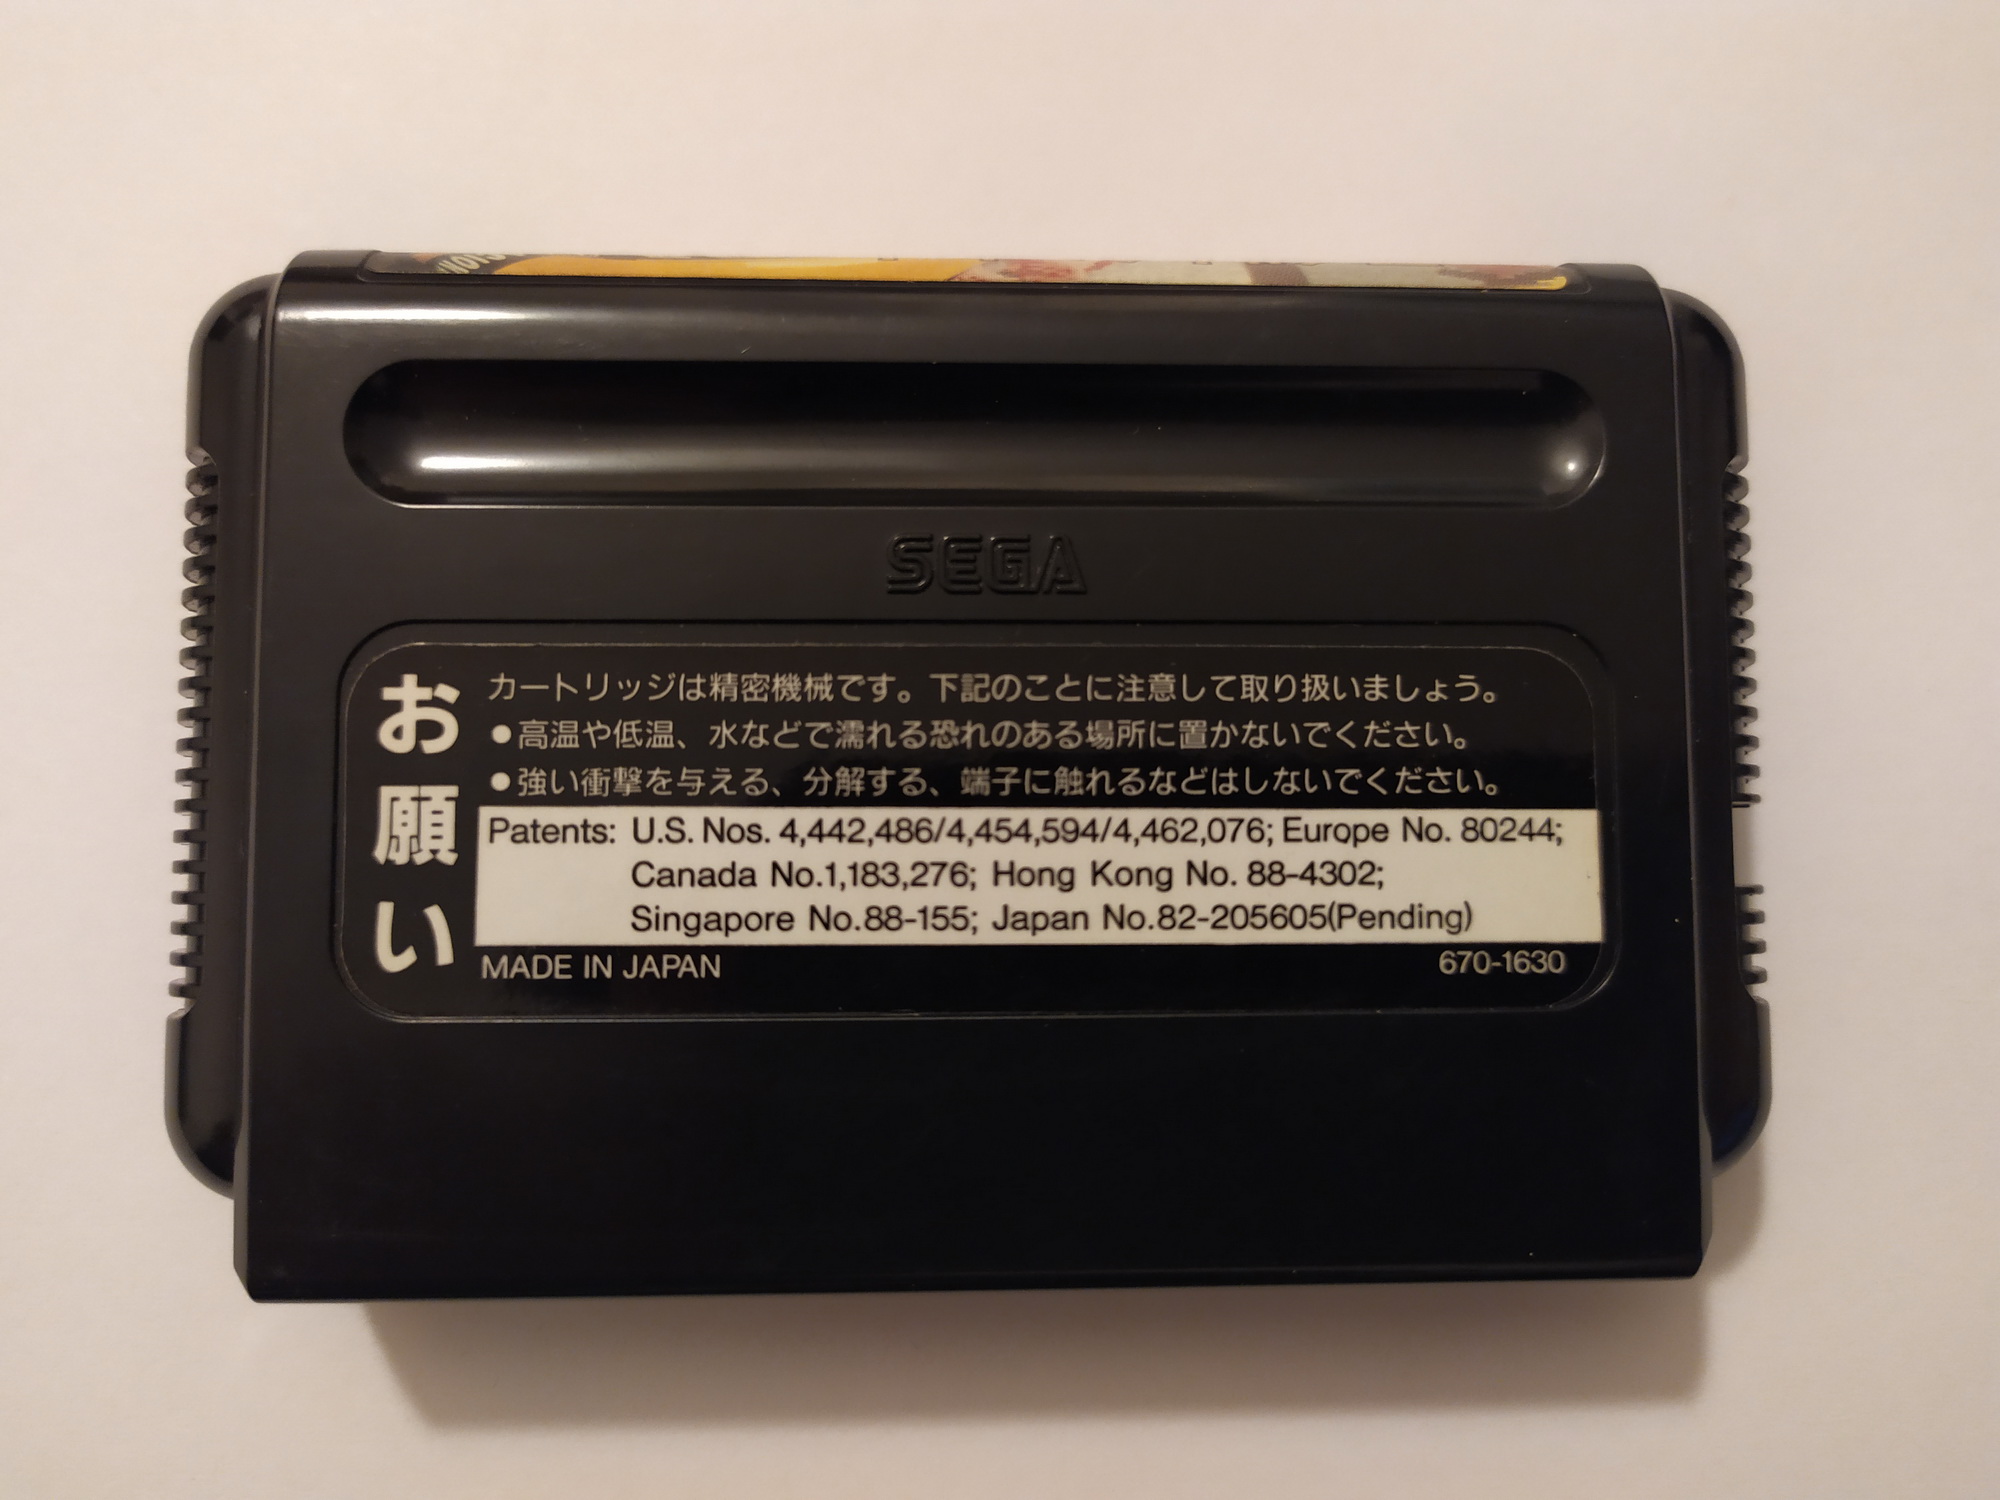 SEGA
お願い
カートリッジは精密機械です。下記のことに注意して取り扱いましょう。
●高温や低温、水などで濡れる恐れのある場所に置かないでください。
●強い衝撃を与える、分解する、端子に触れるなどはしないでください。
Patents: U.S. Nos. 4,442,486/4,454,594/4,462,076; Europe No. 80244;
Canada No.1,183,276; Hong Kong No. 88-4302;
Singapore No.88-155; Japan No.82-205605(Pending)
MADE IN JAPAN
670-1630